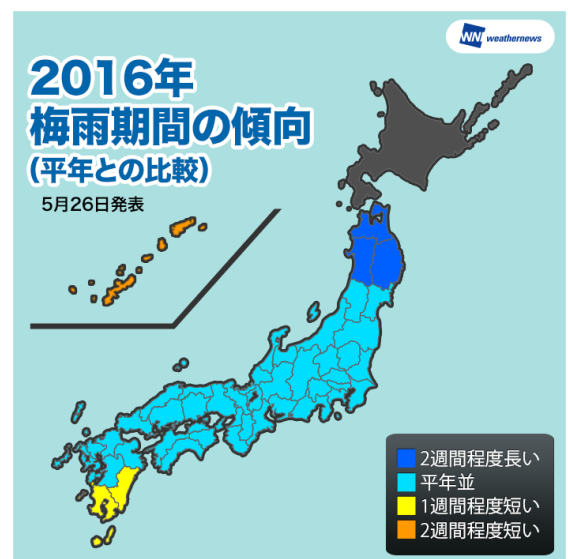 WNI weathernews
2016年
梅雨期間の傾向
(平年との比較)
5月26日発表
2週間程度長い
平年並
1週間程度短い
2週間程度短い